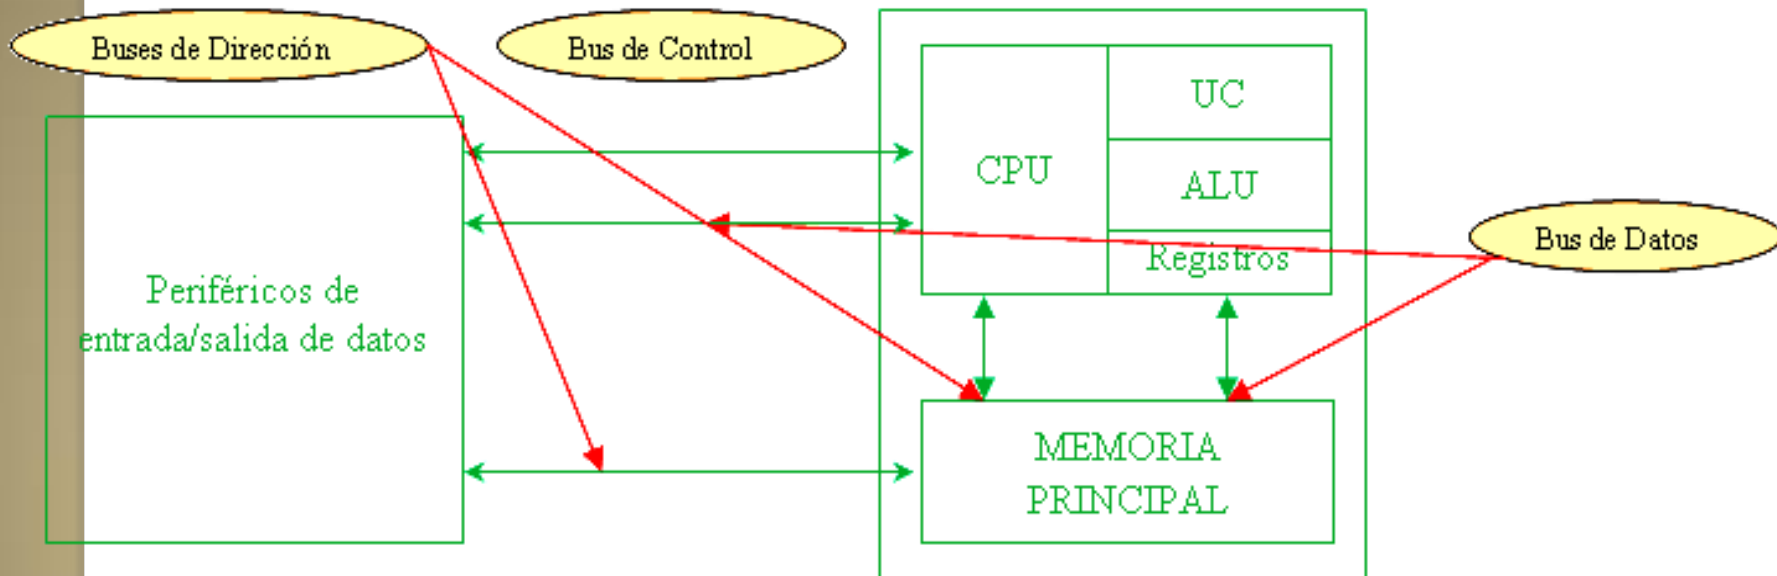 Buses de Dirección
Bus de Control
UC
CPU
ALU
Bus de Datos
Registros
Periféricos de
entrada/salida de datos
MEMORIA
PRINCIPAL